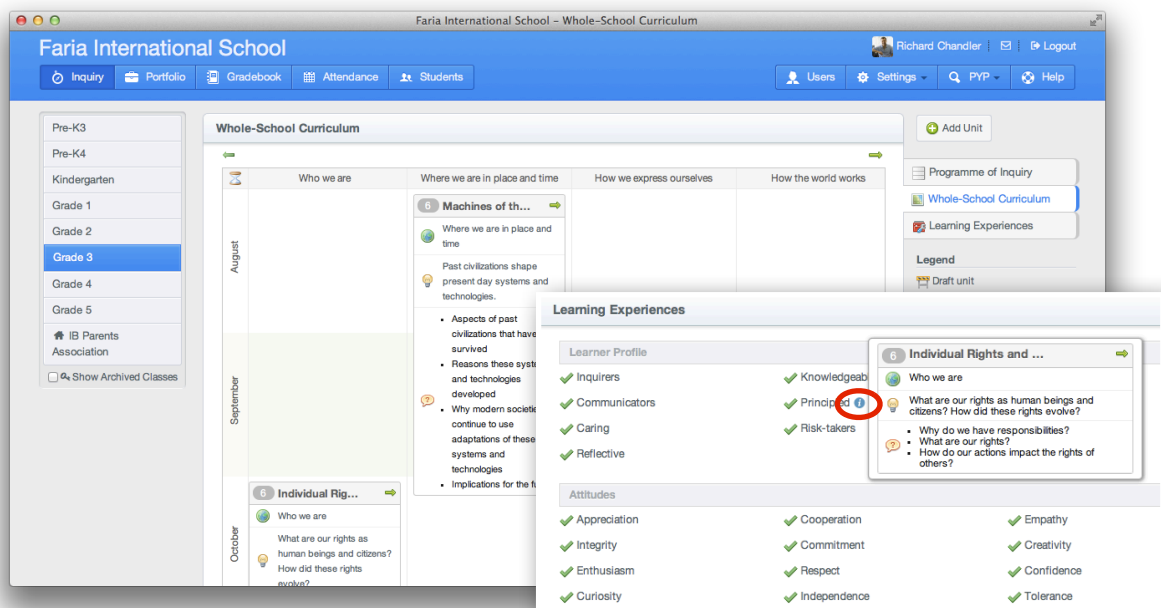 Faria International School – Whole-School Curriculum
Faria International School
Richard Chandler
Logout
Inquiry
Portfolio
Gradebook
Attendance
Students
Users
Settings
PYP
Help
Pre-K3
Pre-K4
Kindergarten
Grade 1
Grade 2
Grade 3
Grade 4
Grade 5
IB Parents
Association
Show Archived Classes
Whole-School Curriculum
Who we are
Where we are in place and time
How we express ourselves
How the world works
August
September
October
6 Machines of th...
Where we are in place and
time
Past civilizations shape
present day systems and
technologies.
Aspects of past
civilizations that have
survived
Reasons these syste
and technologies
developed
Why modern societie
continue to use
adaptations of these
systems and
technologies
Implications for the fu
6 Individual Rig...
Who we are
What are our rights as
human beings and citizens?
How did these rights
evolve?
Add Unit
Programme of Inquiry
Whole-School Curriculum
Learning Experiences
Legend
Draft unit
Learning Experiences
Learner Profile
Inquirers
Knowledgeab
Communicators
Principled
Caring
Risk-takers
Reflective
6 Individual Rights and ...
Who we are
What are our rights as human beings and
citizens? How did these rights evolve?
Why do we have responsibilities?
What are our rights?
How do our actions impact the rights of
others?
Attitudes
Appreciation
Cooperation
Empathy
Integrity
Commitment
Creativity
Enthusiasm
Respect
Confidence
Curiosity
Independence
Tolerance